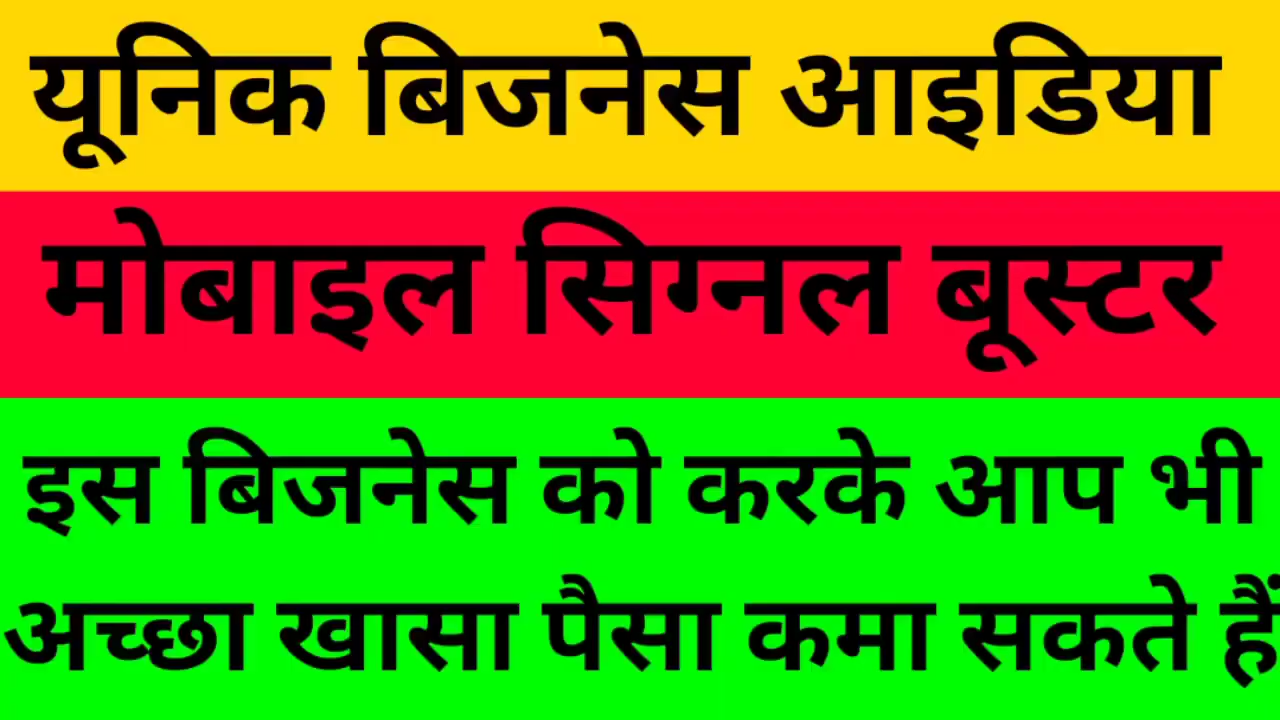 यूनिक बिजनेस आइडिया
मोबाइल सिग्नल बूस्टर
इस बिजनेस को करके आप भी
अच्छा खासा पैसा कमा सकते हैं